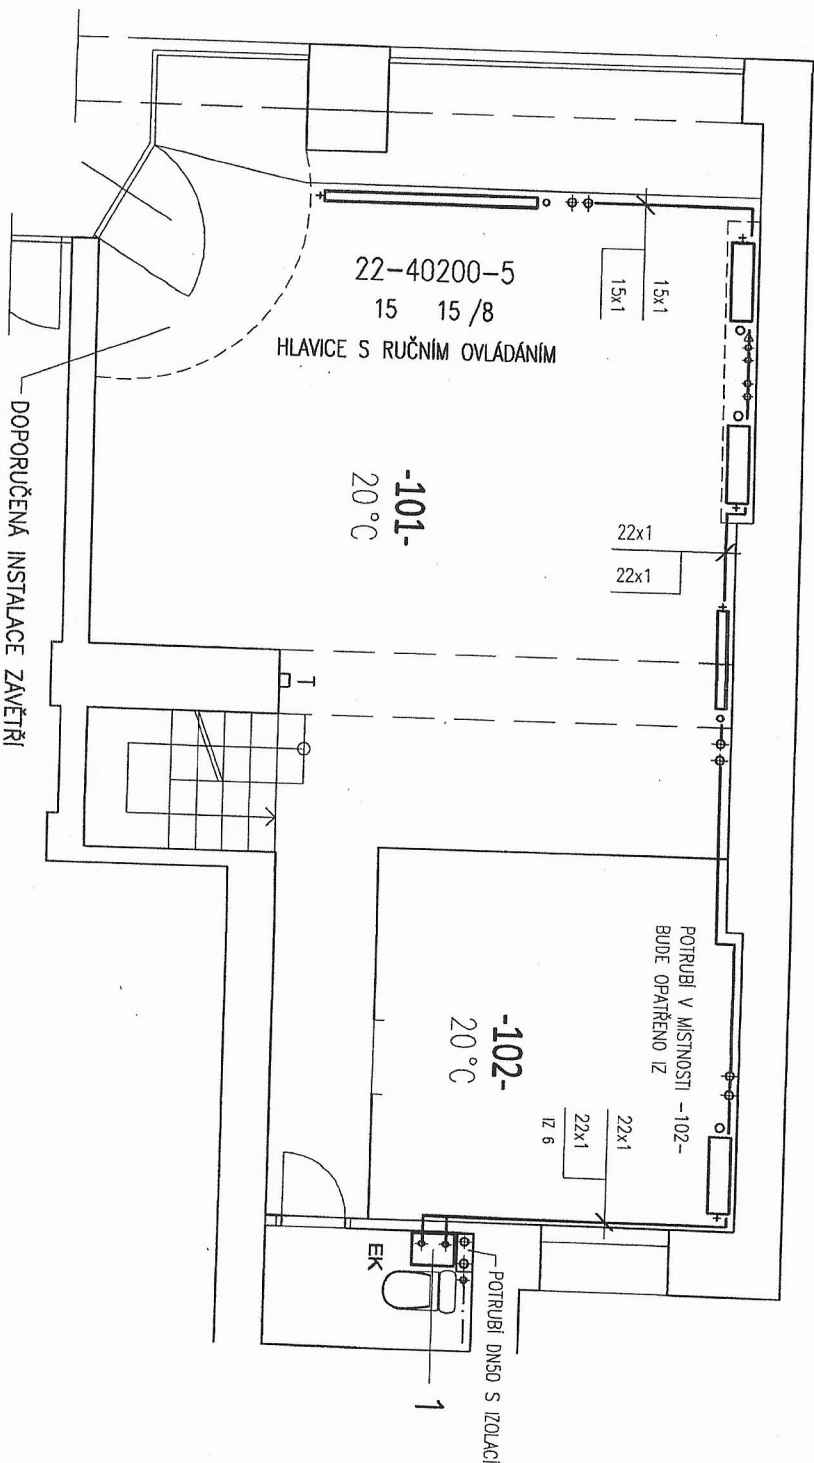 22-40200-5
15 15 /8
HLAVICE S RUČNÍM OVLÁDÁNÍM
15x1
15x1
-101-
20°C
22x1
22x1
T
DOPORUČENÁ INSTALACE ZÁVĚTŘÍ
POTRUBÍ V MÍSTNOSTI -102-
BUDE OPATŘENO IZ
-102-
20°C
22x1
22x1
IZ 6
EK
POTRUBÍ DN50 S IZOLACÍ
1